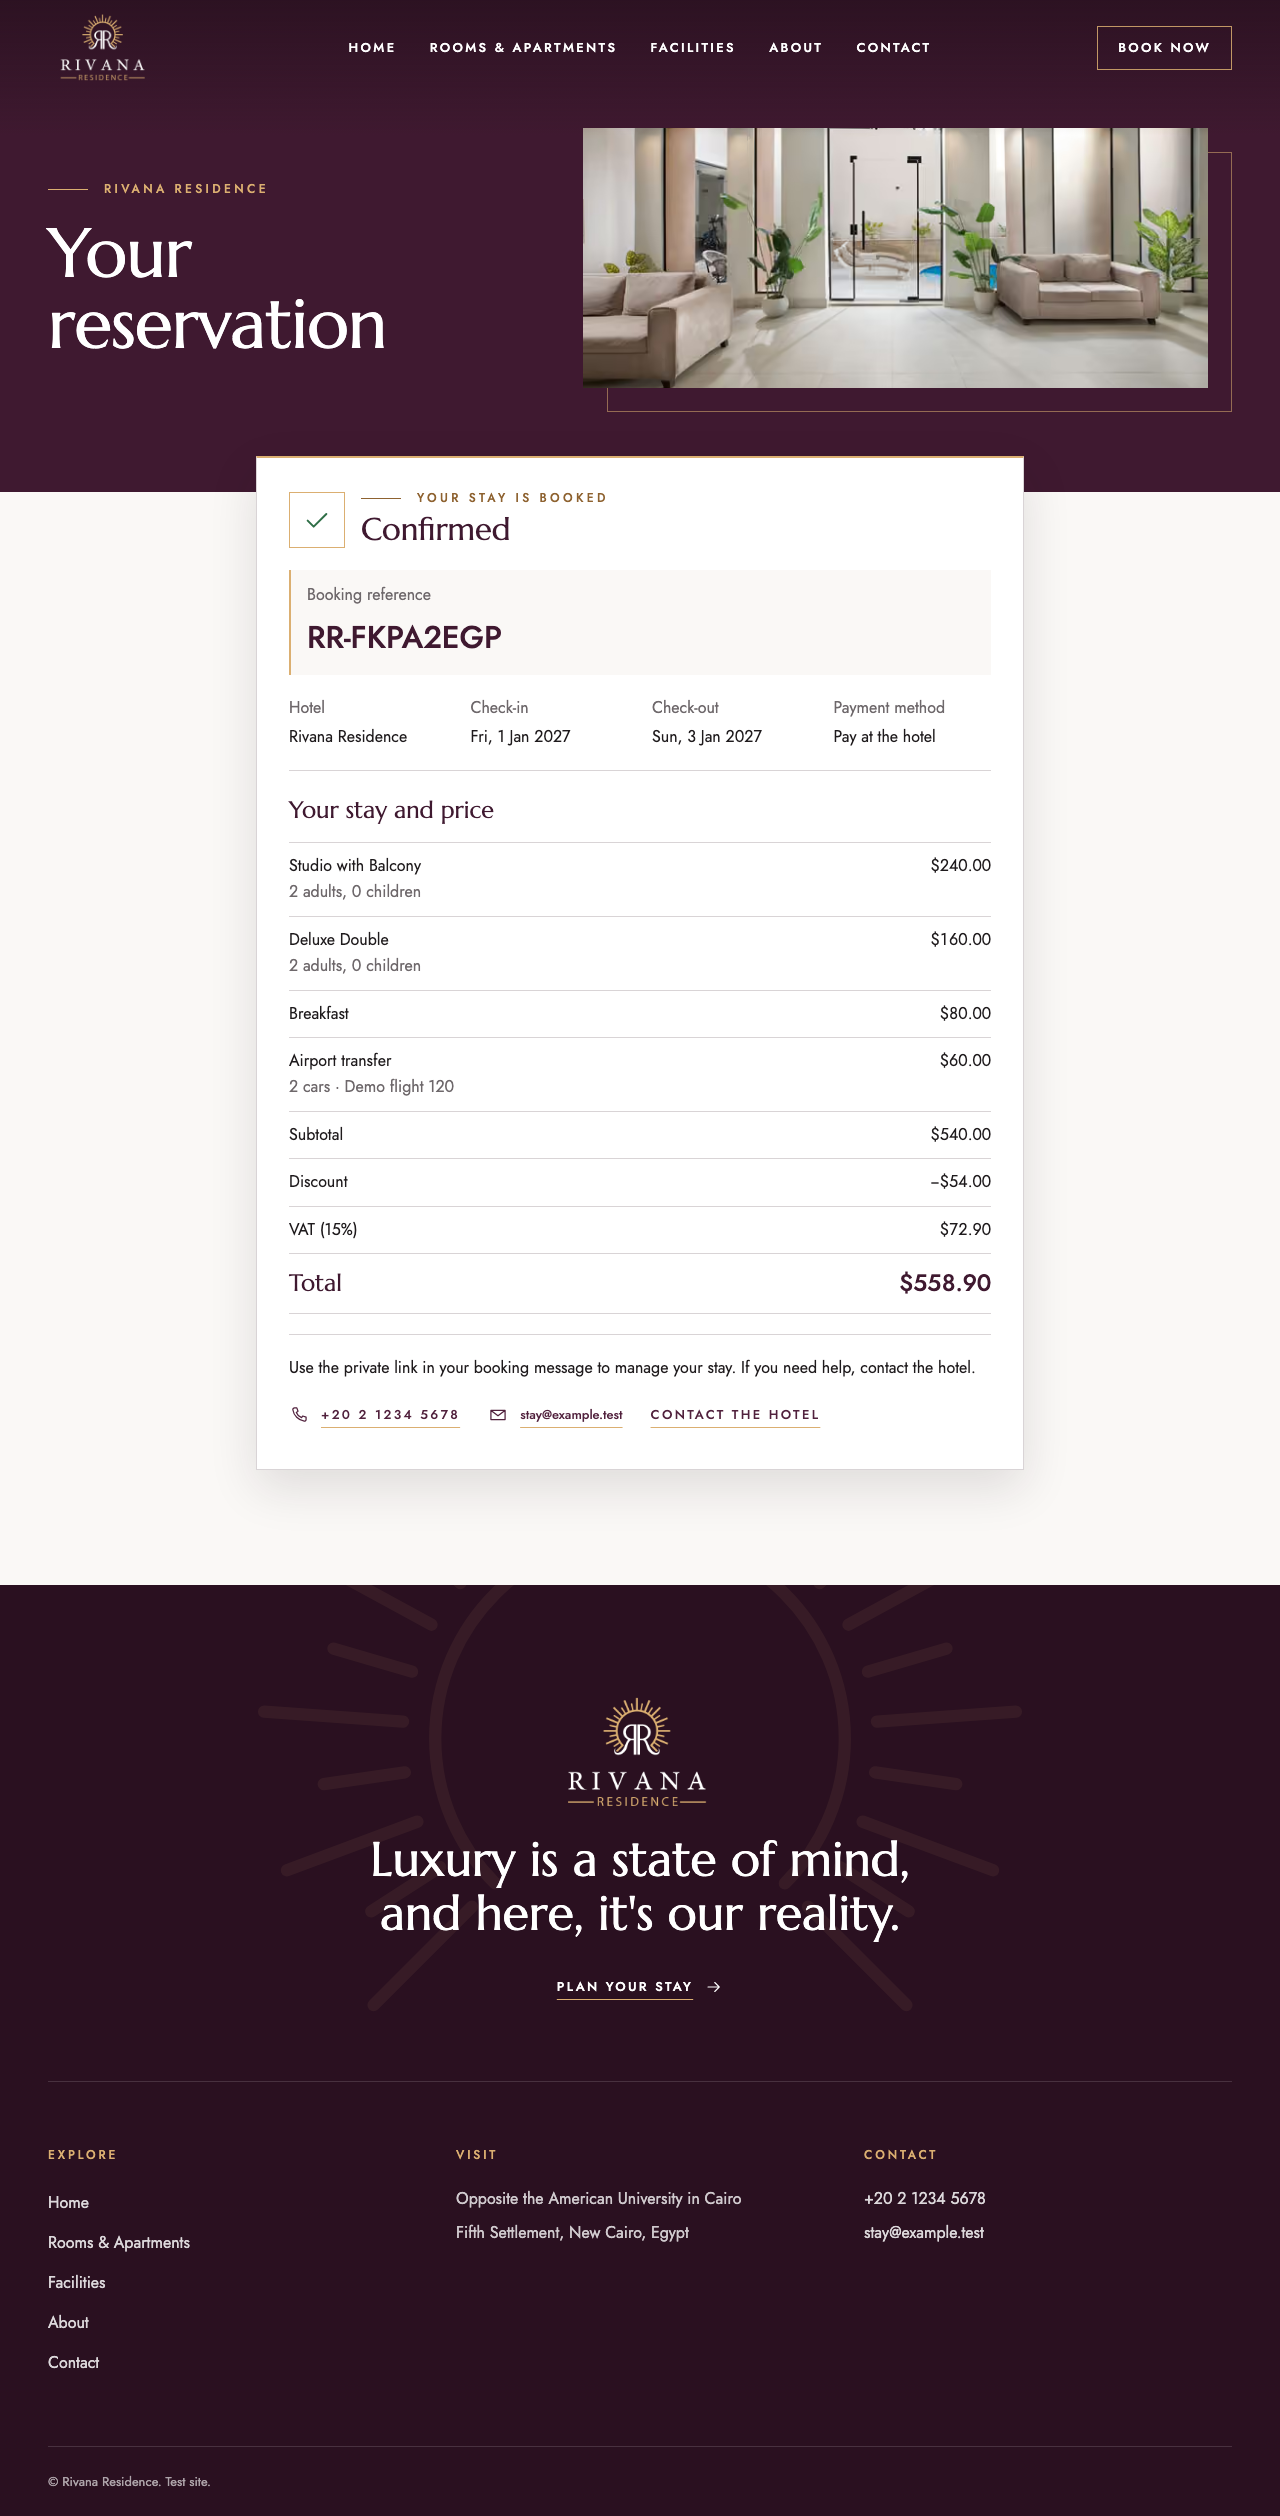 RIVANA
RESIDENCE
HOME ROOMS & APARTMENTS FACILITIES ABOUT CONTACT
BOOK NOW
RIVANA RESIDENCE
Your
reservation
YOUR STAY IS BOOKED
Confirmed
Booking reference
RR-FKPA2EGP
Hotel Check-in Check-out Payment method
Rivana Residence Fri, 1 Jan 2027 Sun, 3 Jan 2027 Pay at the hotel
Your stay and price
Studio with Balcony $240.00
2 adults, 0 children
Deluxe Double $160.00
2 adults, 0 children
Breakfast $80.00
Airport transfer $60.00
2 cars · Demo flight 120
Subtotal $540.00
Discount −$54.00
VAT (15%) $72.90
Total $558.90
Use the private link in your booking message to manage your stay. If you need help, contact the hotel.
+20 2 1234 5678 stay@example.test CONTACT THE HOTEL
RIVANA
RESIDENCE
Luxury is a state of mind,
and here, it's our reality.
PLAN YOUR STAY
EXPLORE
Home
Rooms & Apartments
Facilities
About
Contact
VISIT
Opposite the American University in Cairo
Fifth Settlement, New Cairo, Egypt
CONTACT
+20 2 1234 5678
stay@example.test
© Rivana Residence. Test site.